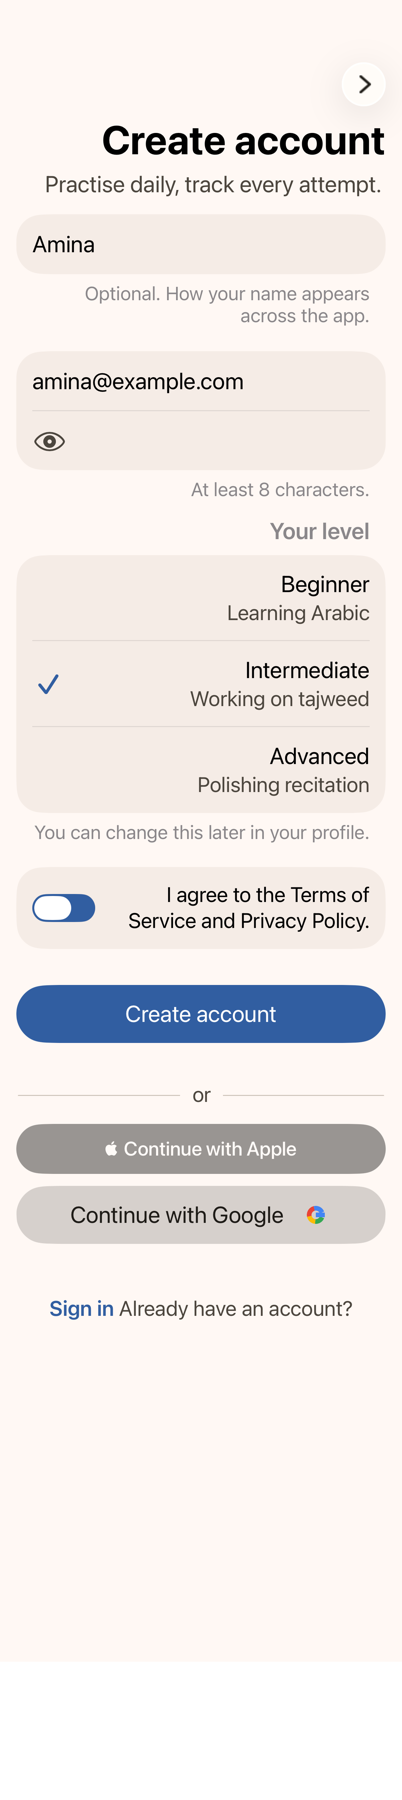 Create account
Practise daily, track every attempt.
Amina
Optional. How your name appears
across the app.
amina@example.com
At least 8 characters.
Your level
Beginner
Learning Arabic
Intermediate
Working on tajweed
Advanced
Polishing recitation
You can change this later in your profile.
I agree to the Terms of
Service and Privacy Policy.
Create account
or
Continue with Apple
Continue with Google
Sign in Already have an account?